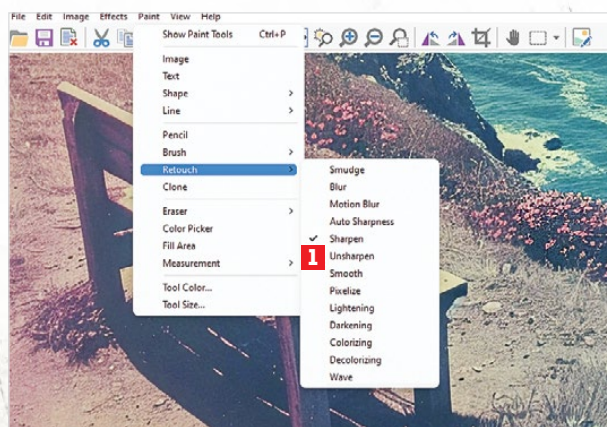 File Edit Image Effects Paint View Help
Show Paint Tools Ctrl+P
Image
Text
Shape
Line
Pencil
Brush
Retouch
Clone
Eraser
Color Picker
Fill Area
Measurement
Tool Color...
Tool Size...
Smudge
Blur
Motion Blur
Auto Sharpness
Sharpen
1
Unsharpen
Smooth
Pixelize
Lightening
Darkening
Colorizing
Decolorizing
Wave